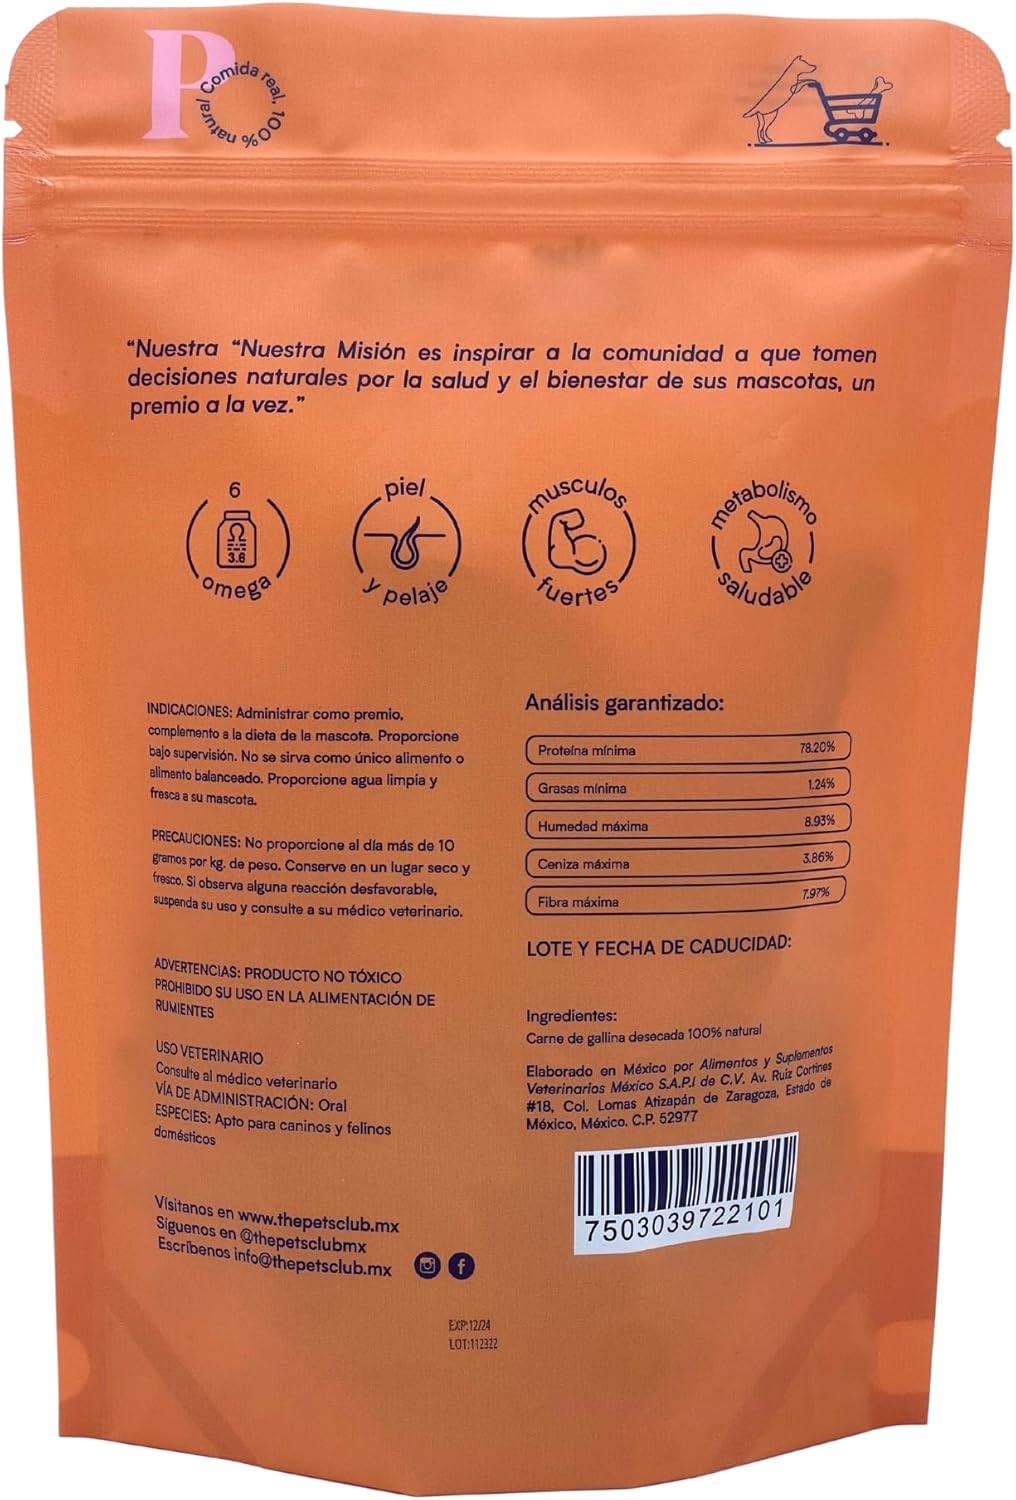 P
Comida real, 100% natural
“Nuestra “Nuestra Misión es inspirar a la comunidad a que tomen
decisiones naturales por la salud y el bienestar de sus mascotas, un
premio a la vez.”
6
3.6
omega
piel
y pelaje
musculos
fuertes
metabolismo
saludable
INDICACIONES: Administrar como premio,
complemento a la dieta de la mascota. Proporcione
bajo supervisión. No se sirva como único alimento o
alimento balanceado. Proporcione agua limpia y
fresca a su mascota.
PRECAUCIONES: No proporcione al día más de 10
gramos por kg. de peso. Conserve en un lugar seco y
fresco. Si observa alguna reacción desfavorable,
suspenda su uso y consulte a su médico veterinario.
ADVERTENCIAS: PRODUCTO NO TÓXICO
PROHIBIDO SU USO EN LA ALIMENTACIÓN DE
RUMIENTES
USO VETERINARIO
Consulte al médico veterinario
VÍA DE ADMINISTRACIÓN: Oral
ESPECIES: Apto para caninos y felinos
domésticos
Vísitanos en www.thepetsclub.mx
Síguenos en @thepetsclubmx
Escríbenos info@thepetsclub.mx
Análisis garantizado:
Proteína mínima 78.20%
Grasas mínima 1.24%
Humedad máxima 8.93%
Ceniza máxima 3.86%
Fibra máxima 7.97%
LOTE Y FECHA DE CADUCIDAD:
Ingredientes:
Carne de gallina desecada 100% natural
Elaborado en México por Alimentos y Suplementos
Veterinarios México S.A.P.I de C.V. Av. Ruiz Cortines
#18, Col. Lomas Atizapán de Zaragoza, Estado de
México, México. C.P. 52977
7503039722101
EXP:12/24
LOT:112322